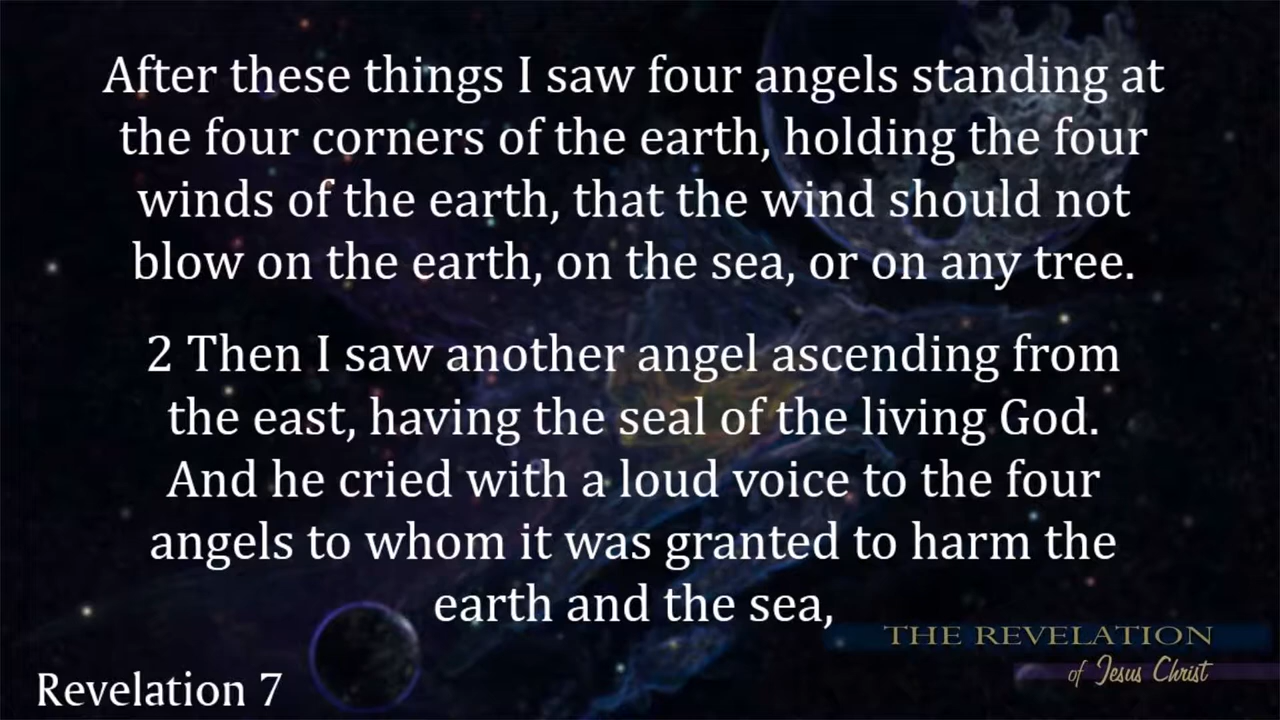 After these things I saw four angels standing at
the four corners of the earth, holding the four
winds of the earth, that the wind should not
blow on the earth, on the sea, or on any tree.
2 Then I saw another angel ascending from
the east, having the seal of the living God.
And he cried with a loud voice to the four
angels to whom it was granted to harm the
earth and the sea,
THE REVELATION
of Jesus Christ
Revelation 7